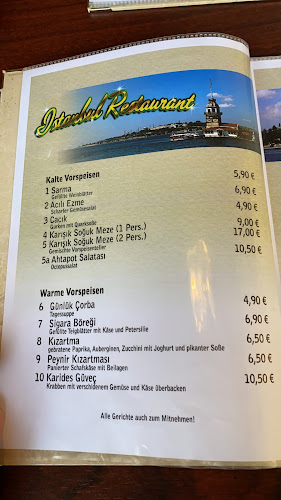 Istanbul Restaurant
Kalte Vorspeisen
1 Sarma 5,90 €
Gefüllte Weinblätter
2 Acılı Ezme 6,90 €
Scharfer Gemüsesalat
3 Cacık 4,90 €
Gurken mit Quarksoße
4 Karışık Soğuk Meze (1 Pers.) 9,00 €
5 Karışık Soğuk Meze (2 Pers.) 17,00 €
Gemischte Vorspeisenteller
5a Ahtapot Salatası 10,50 €
Octopussalat
Warme Vorspeisen
6 Günlük Çorba 4,90 €
Tagessuppe
7 Sigara Böreği 6,90 €
Gefüllte Teigblätter mit Käse und Petersilie
8 Kızartma 6,50 €
gebratene Paprika, Auberginen, Zucchini mit Joghurt und pikanter Soße
9 Peynir Kızartması 6,50 €
Panierter Schafskäse mit Beilagen
10 Karides Güveç 10,50 €
Krabben mit verschiedenem Gemüse und Käse überbacken
Alle Gerichte auch zum Mitnehmen!